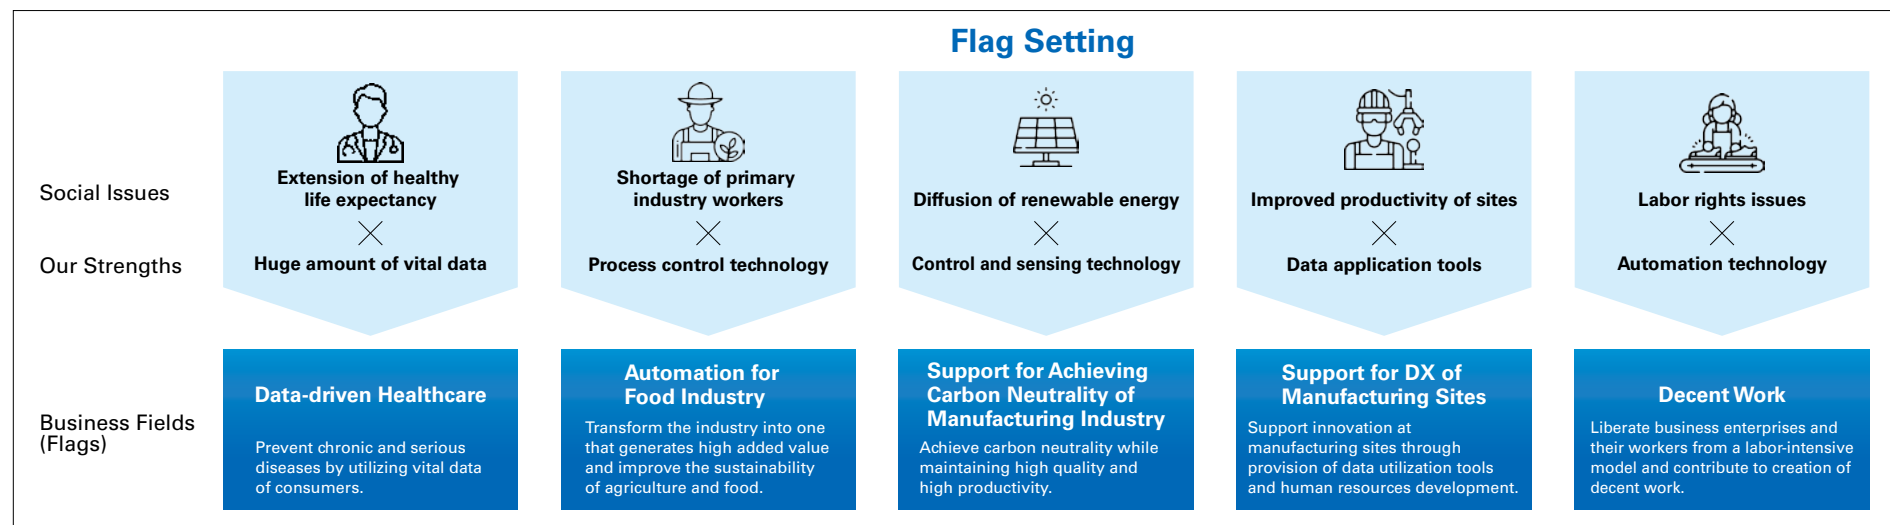 Flag Setting
Social Issues
Extension of healthy
life expectancy
Shortage of primary
industry workers
Diffusion of renewable energy
Improved productivity of sites
Labor rights issues
Our Strengths
Huge amount of vital data
Process control technology
Control and sensing technology
Data application tools
Automation technology
Business Fields
(Flags)
Data-driven Healthcare
Prevent chronic and serious
diseases by utilizing vital data
of consumers.
Automation for
Food Industry
Transform the industry into one
that generates high added value
and improve the sustainability
of agriculture and food.
Support for Achieving
Carbon Neutrality of
Manufacturing Industry
Achieve carbon neutrality while
maintaining high quality and
high productivity.
Support for DX of
Manufacturing Sites
Support innovation at
manufacturing sites through
provision of data utilization tools
and human resources development.
Decent Work
Liberate business enterprises and
their workers from a labor-intensive
model and contribute to creation of
decent work.